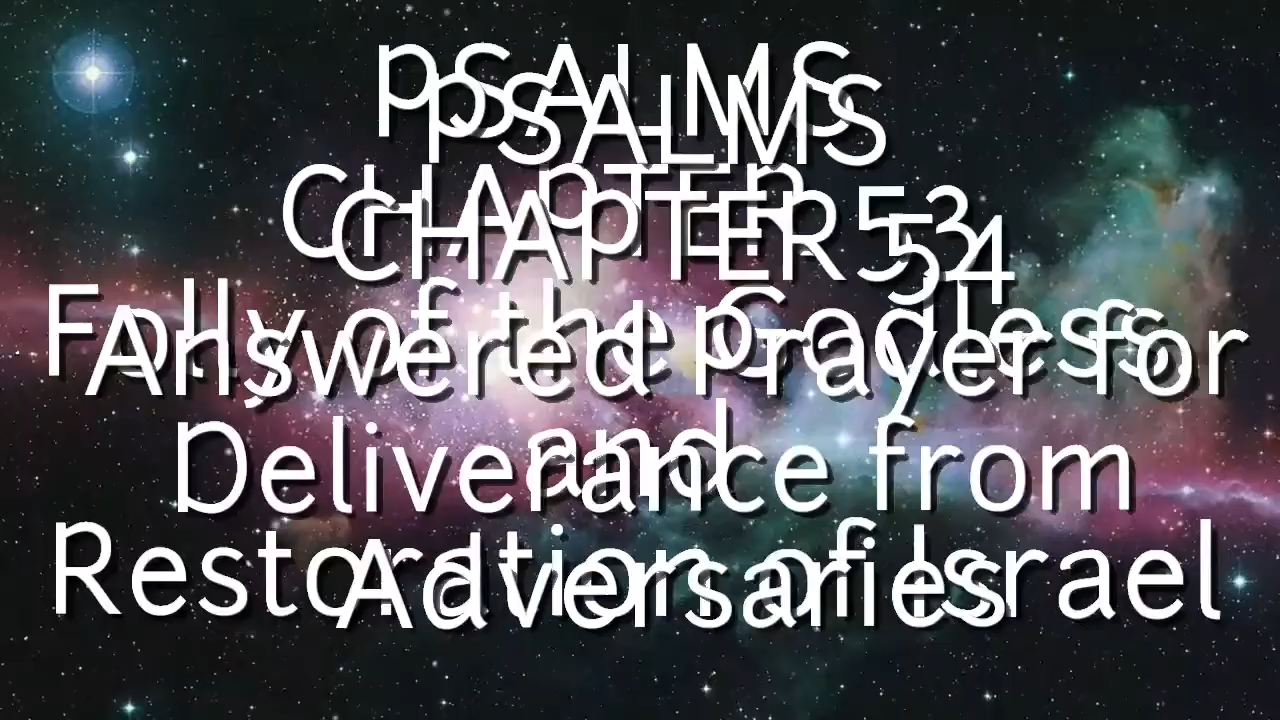 PSALMS
CHAPTER 53
Folly of the Godless
and
Restoration of Israel
PSALMS
CHAPTER 54
Answered Prayer for
Deliverance from
Adversaries